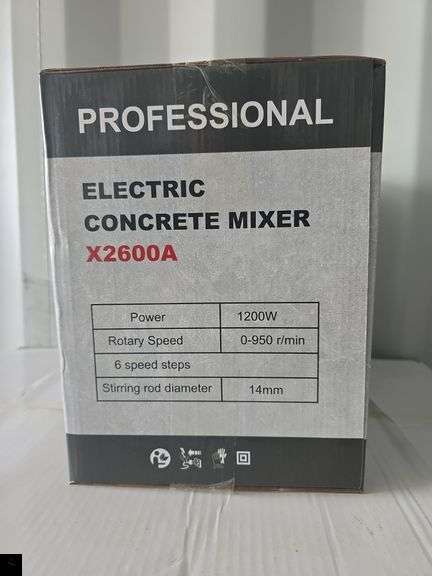 PROFESSIONAL
ELECTRIC
CONCRETE MIXER
X2600A
Power 1200W
Rotary Speed 0-950 r/min
6 speed steps
Stirring rod diameter 14mm